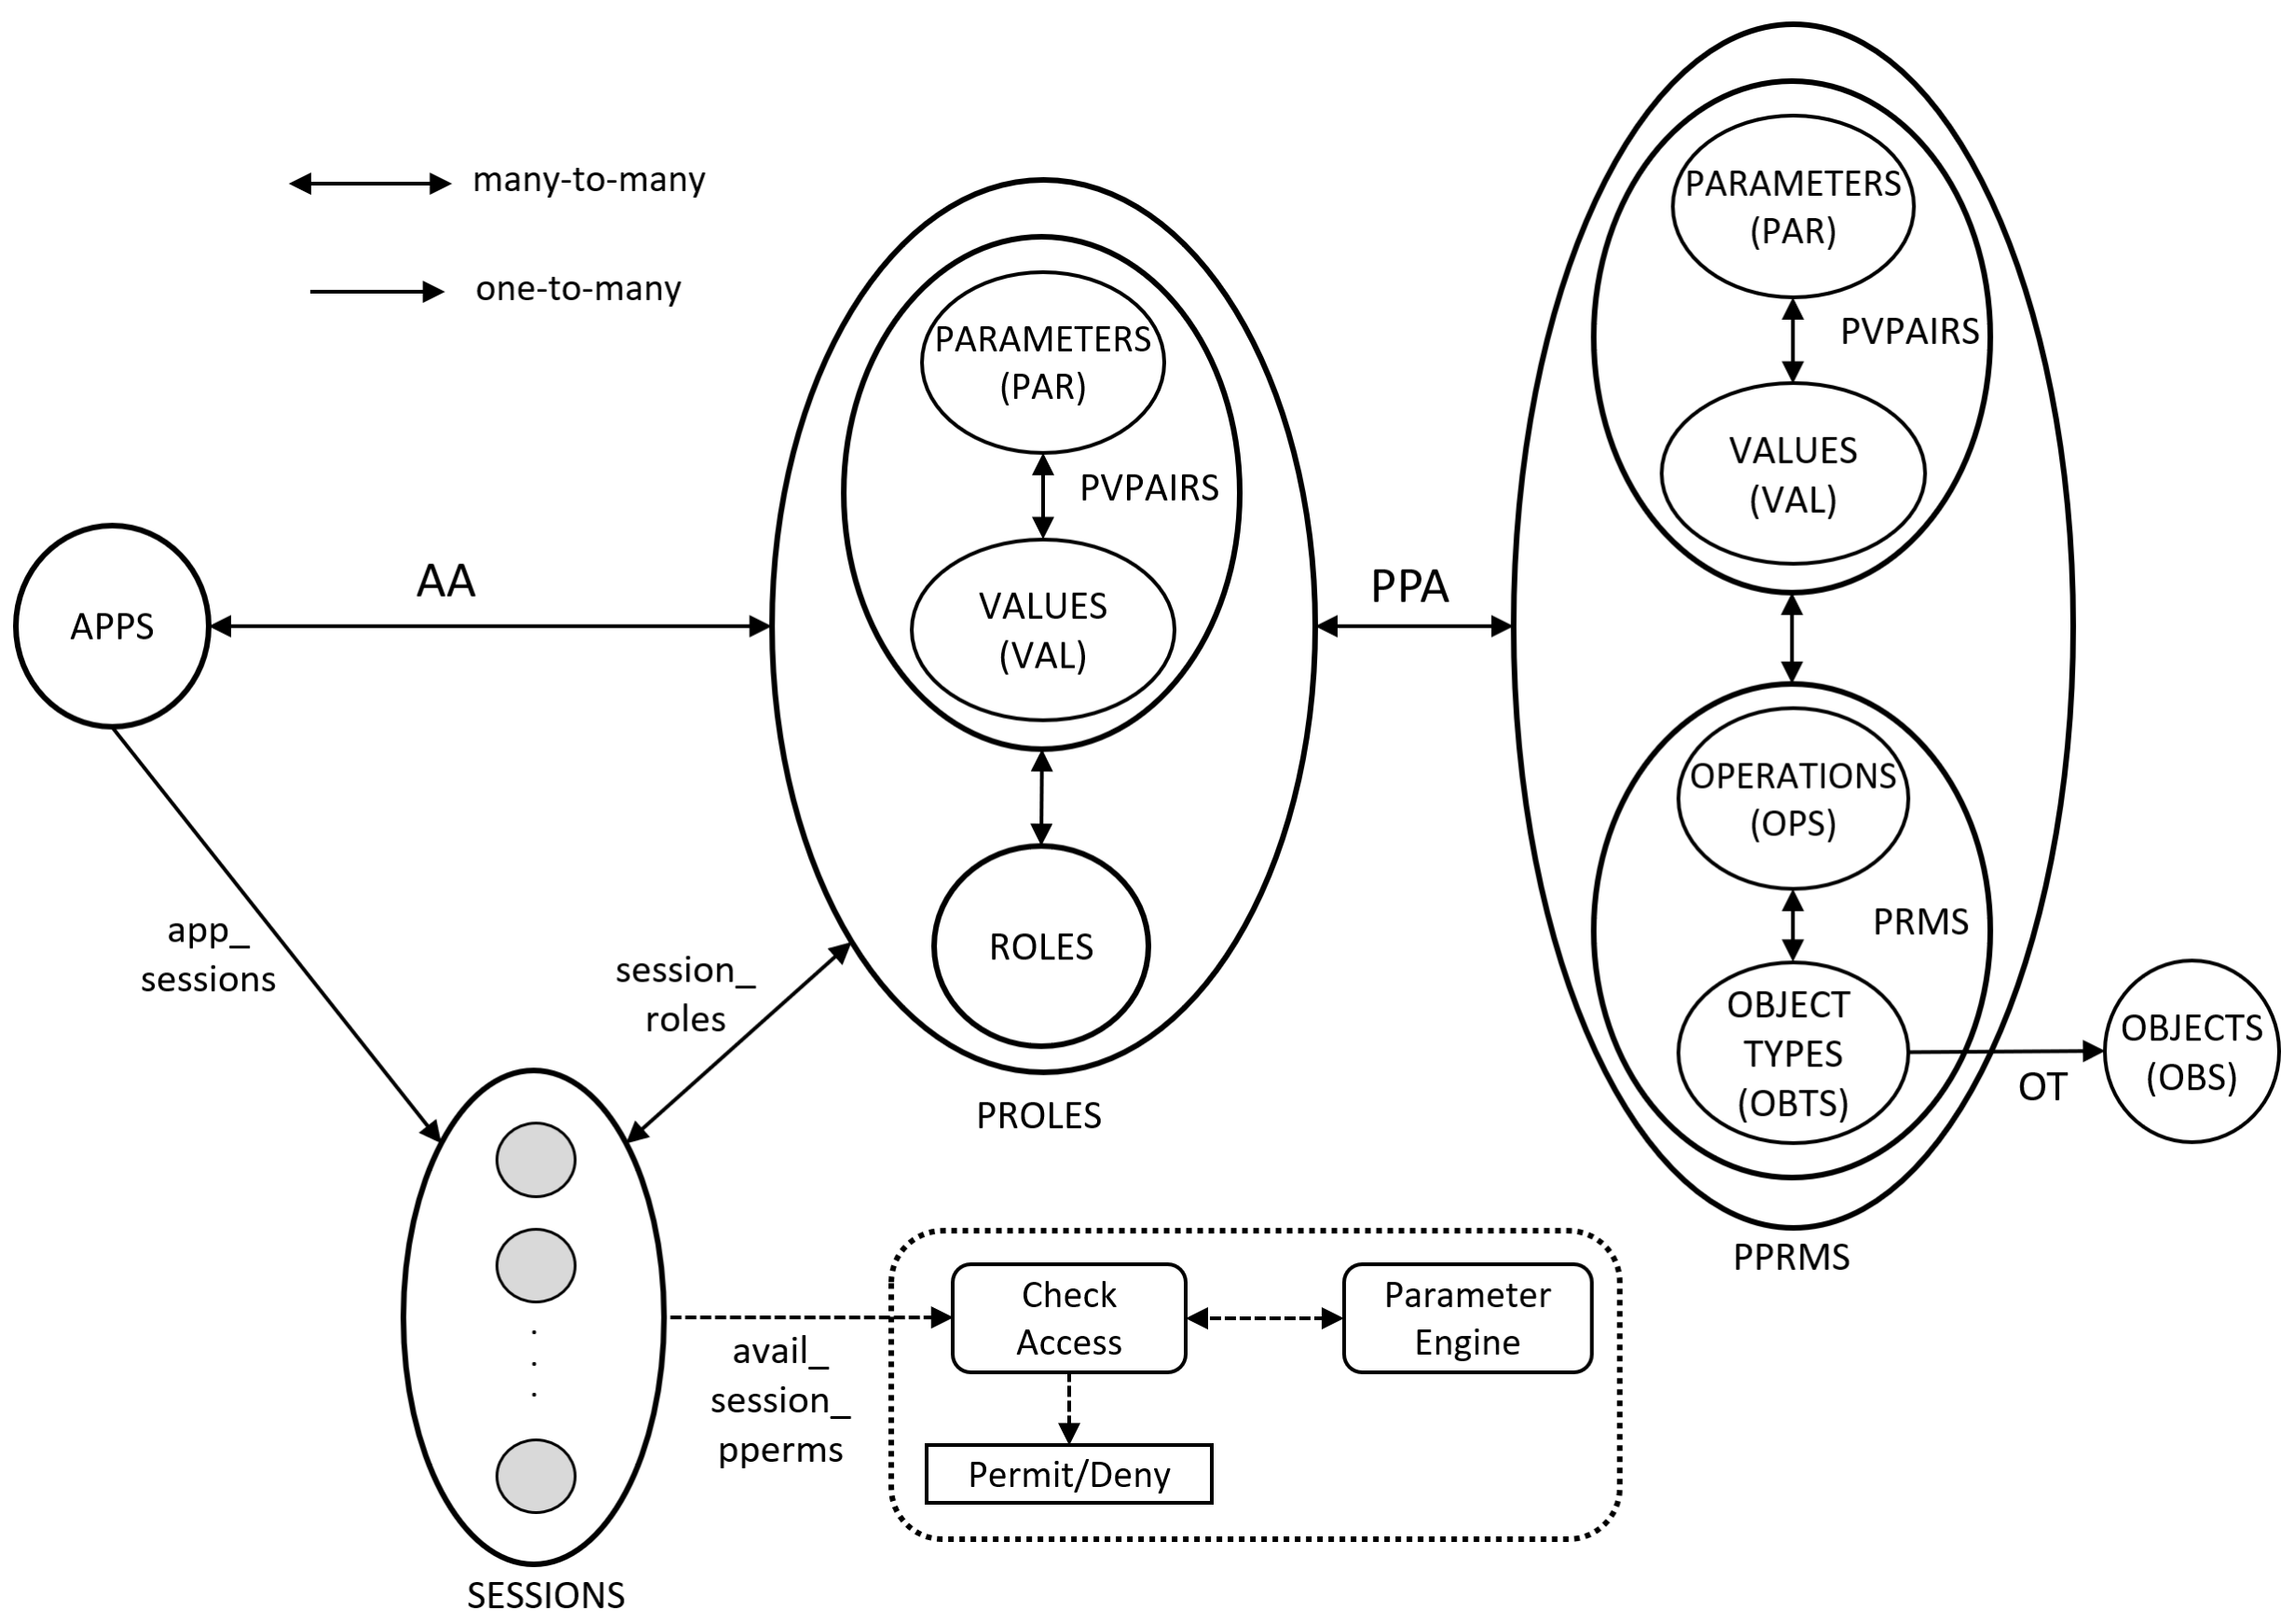 many-to-many
one-to-many
APPS
AA
app_
sessions
session_
roles
PARAMETERS
(PAR)
PVPAIRS
VALUES
(VAL)
ROLES
PROLES
PPA
PARAMETERS
(PAR)
PVPAIRS
VALUES
(VAL)
OPERATIONS
(OPS)
PRMS
OBJECT
TYPES
(OBTS)
OT
OBJECTS
(OBS)
PPRMS
SESSIONS
avail_
session_
pperms
Check
Access
Parameter
Engine
Permit/Deny